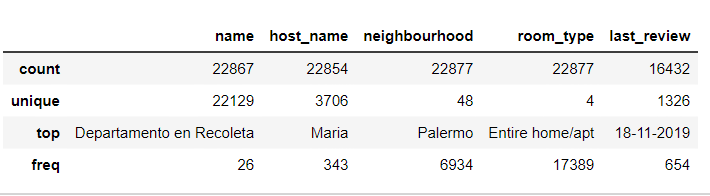 name host_name neighbourhood room_type last_review
count 22867 22854 22877 22877 16432
unique 22129 3706 48 4 1326
top Departamento en Recoleta Maria Palermo Entire home/apt 18-11-2019
freq 26 343 6934 17389 654